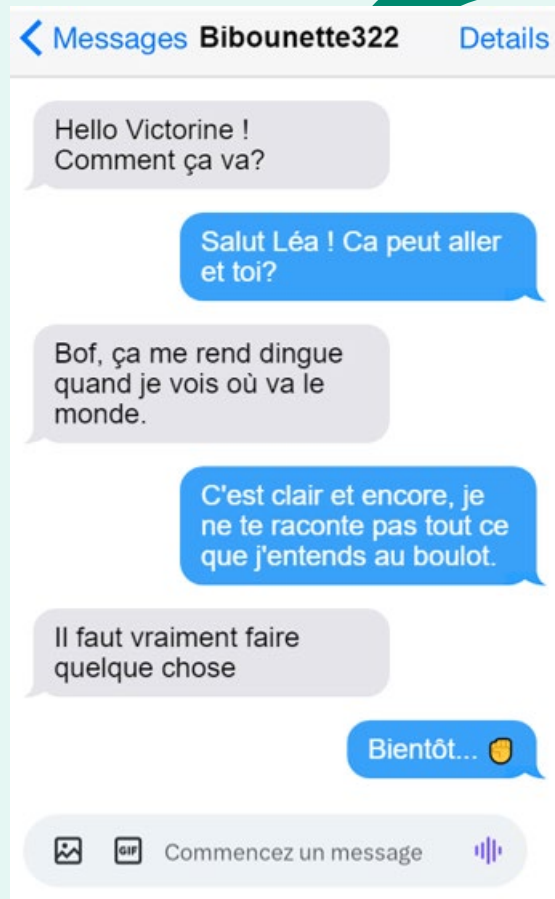 Messages Bibounette322 Details
Hello Victorine !
Comment ça va?
Salut Léa ! Ca peut aller
et toi?
Bof, ça me rend dingue
quand je vois où va le
monde.
C'est clair et encore, je
ne te raconte pas tout ce
que j'entends au boulot.
Il faut vraiment faire
quelque chose
Bientôt... ✊
GIF Commencez un message